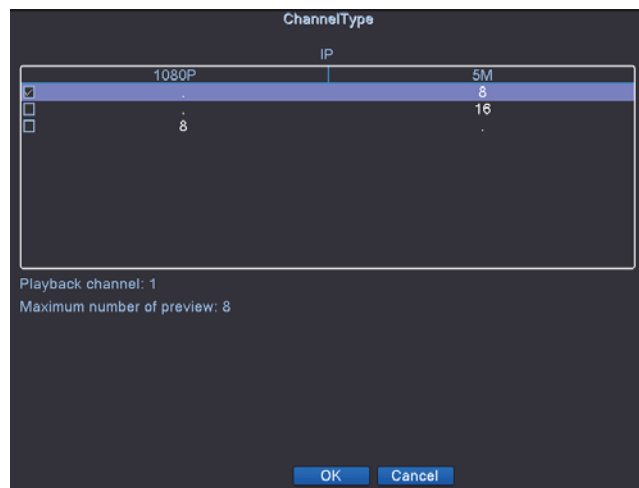 ChannelType
IP
1080P 5M
. 8
. 16
8 .
Playback channel: 1
Maximum number of preview: 8
OK Cancel